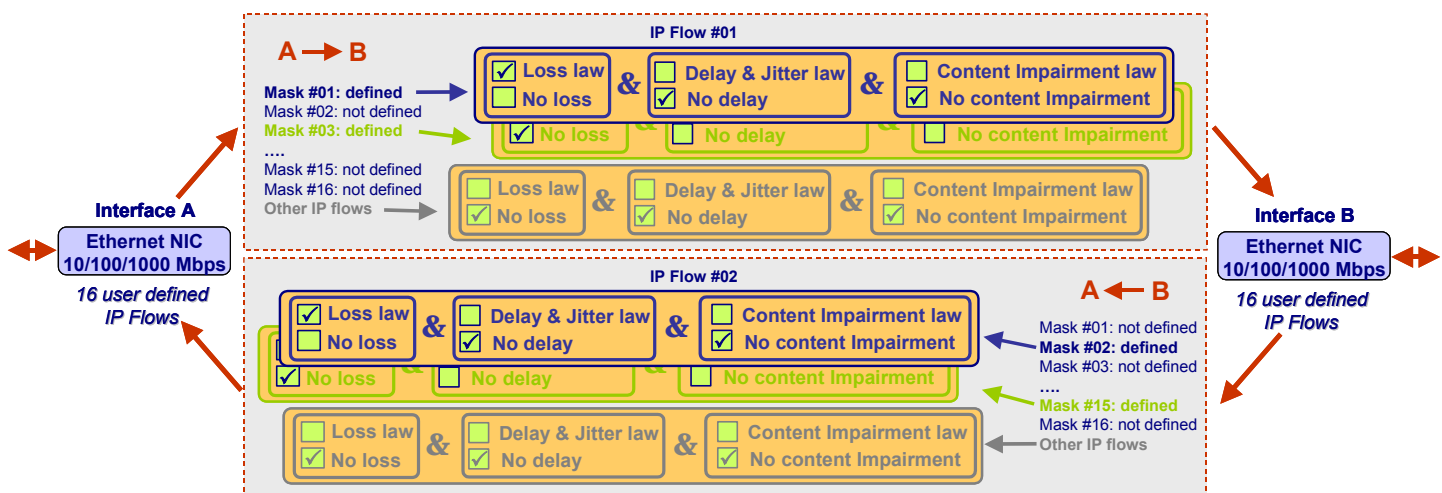 IP Flow #01
A B
Mask #01: defined
Mask #02: not defined
Mask #03: defined
....
Mask #15: not defined
Mask #16: not defined
Other IP flows
Loss law
No loss
&
Delay & Jitter law
No delay
&
Content Impairment law
No content Impairment
No loss
&
No delay
&
No content Impairment
Loss law
No loss
&
Delay & Jitter law
No delay
&
Content Impairment law
No content Impairment
Interface A
Ethernet NIC
10/100/1000 Mbps
16 user defined
IP Flows
Interface B
Ethernet NIC
10/100/1000 Mbps
16 user defined
IP Flows
IP Flow #02
A B
Loss law
No loss
&
Delay & Jitter law
No delay
&
Content Impairment law
No content Impairment
No loss
&
No delay
&
No content Impairment
Loss law
No loss
&
Delay & Jitter law
No delay
&
Content Impairment law
No content Impairment
Mask #01: not defined
Mask #02: defined
Mask #03: not defined
....
Mask #15: defined
Mask #16: not defined
Other IP flows